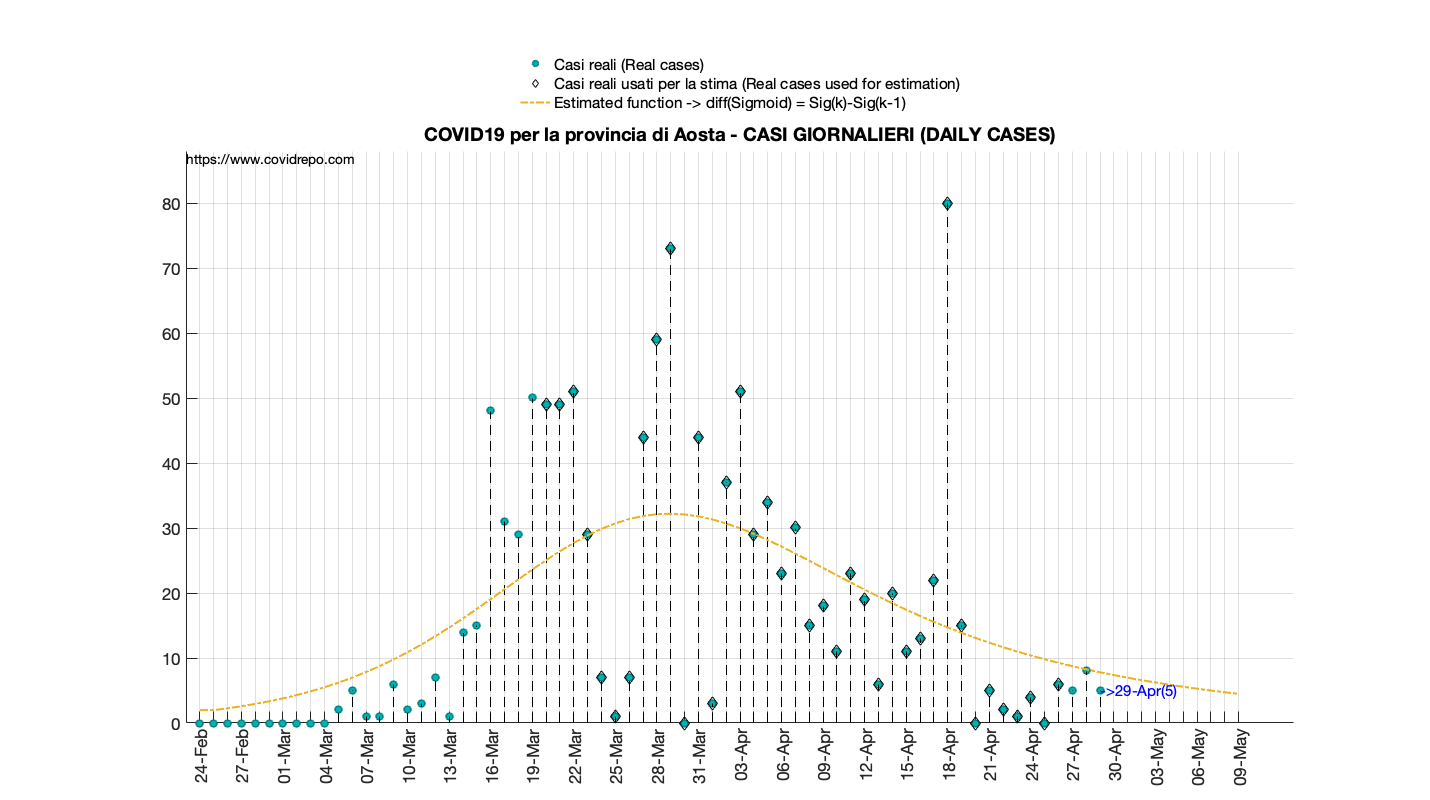 Casi reali (Real cases)
Casi reali usati per la stima (Real cases used for estimation)
Estimated function -> diff(Sigmoid) = Sig(k)-Sig(k-1)
COVID19 per la provincia di Aosta - CASI GIORNALIERI (DAILY CASES)
https://www.covidrepo.com
80
70
60
50
40
30
20
10
0
->29-Apr(5)
24-Feb
27-Feb
01-Mar
04-Mar
07-Mar
10-Mar
13-Mar
16-Mar
19-Mar
22-Mar
25-Mar
28-Mar
31-Mar
03-Apr
06-Apr
09-Apr
12-Apr
15-Apr
18-Apr
21-Apr
24-Apr
27-Apr
30-Apr
03-May
06-May
09-May